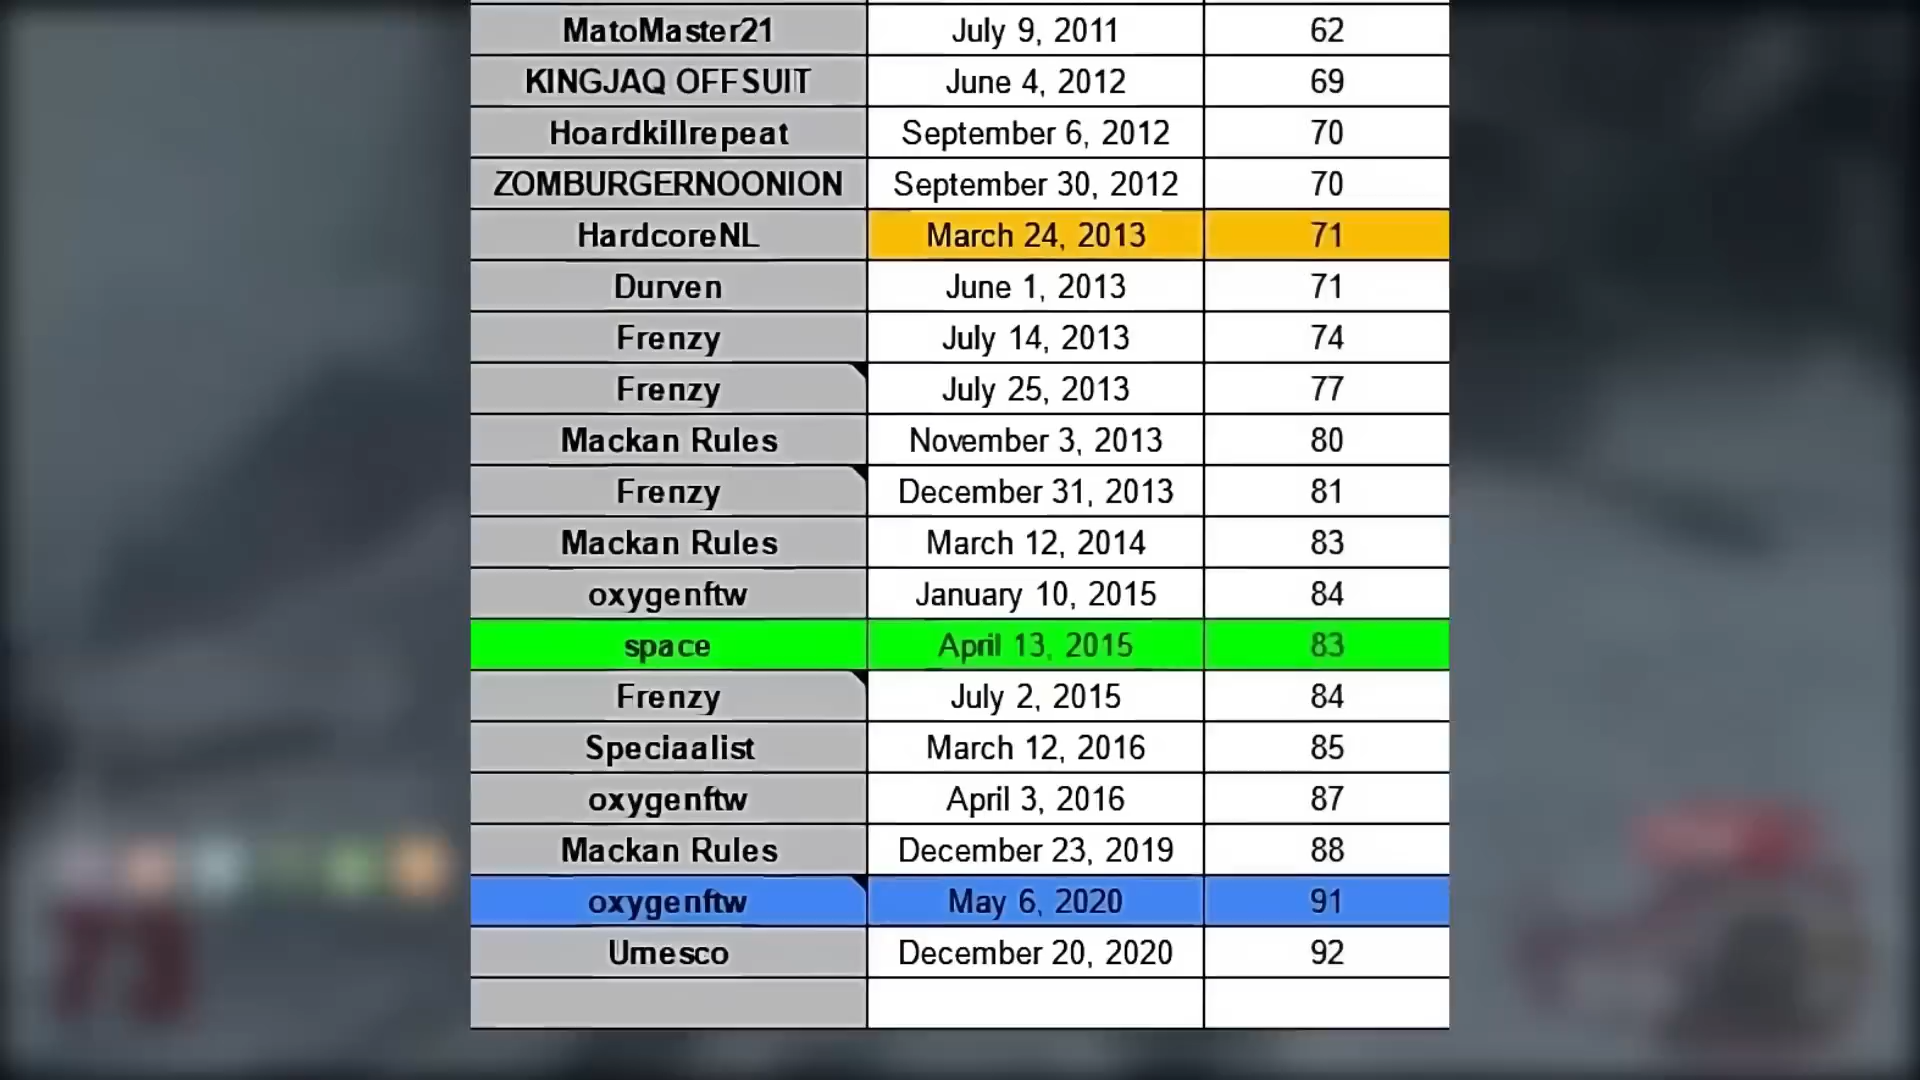 MatoMaster21 July 9, 2011 62
KINGJAQ OFFSUIT June 4, 2012 69
Hoardkillrepeat September 6, 2012 70
ZOMBURGERNOONION September 30, 2012 70
HardcoreNL March 24, 2013 71
Durven June 1, 2013 71
Frenzy July 14, 2013 74
Frenzy July 25, 2013 77
Mackan Rules November 3, 2013 80
Frenzy December 31, 2013 81
Mackan Rules March 12, 2014 83
oxygenftw January 10, 2015 84
space April 13, 2015 83
Frenzy July 2, 2015 84
Speciaalist March 12, 2016 85
oxygenftw April 3, 2016 87
Mackan Rules December 23, 2019 88
oxygenftw May 6, 2020 91
Umesco December 20, 2020 92